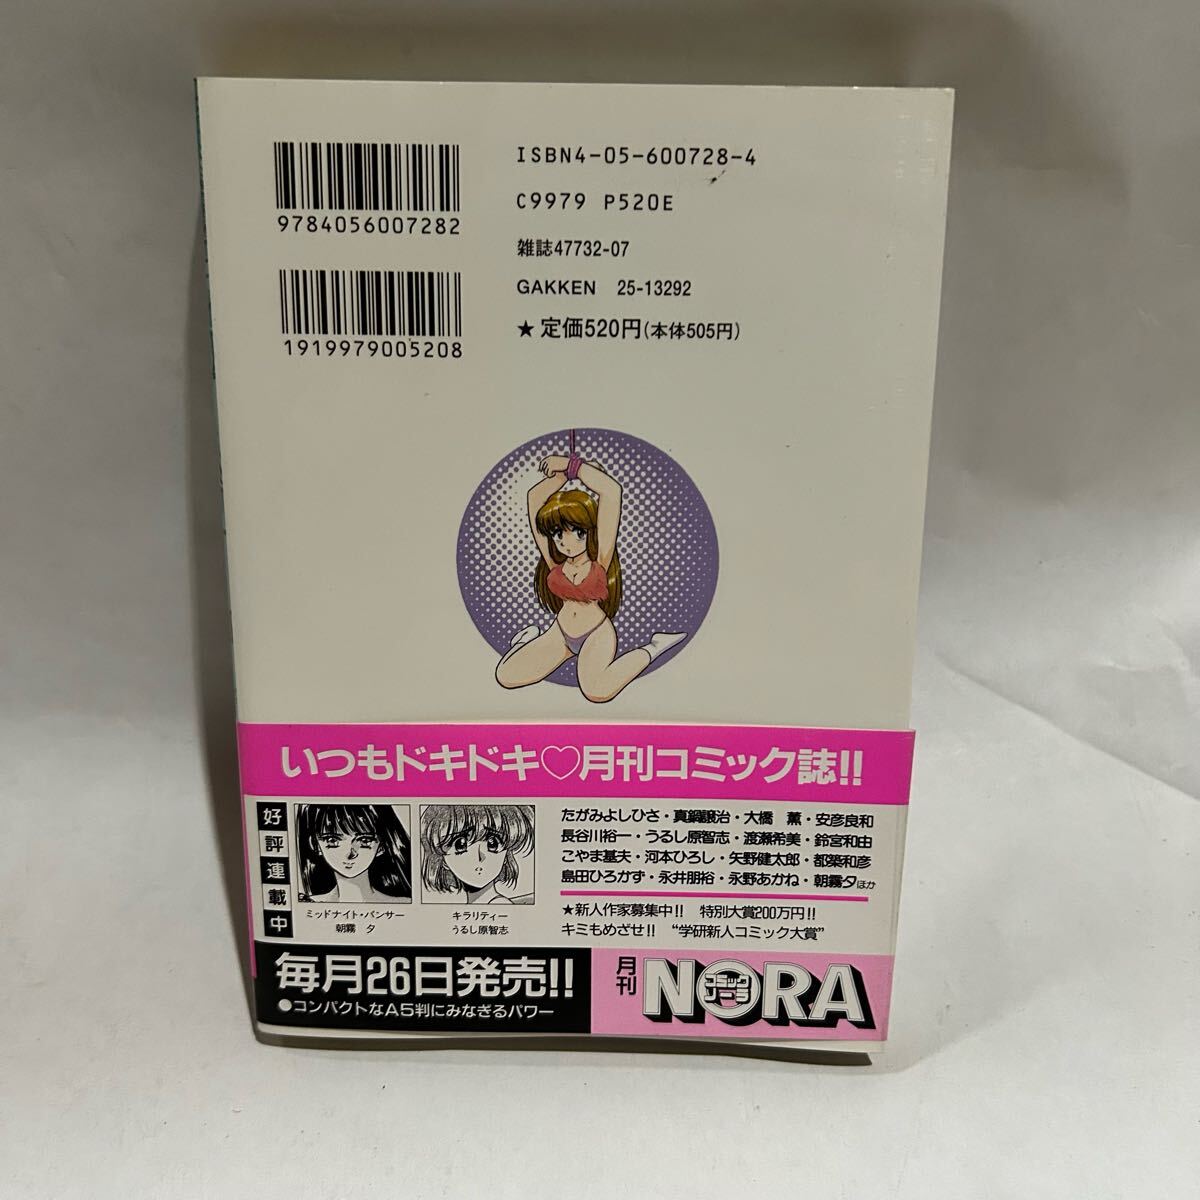 ISBN4-05-600728-4
9784056007282
C9979 P520E
雑誌47732-07
GAKKEN 25-13292
★定価520円(本体505円)
1919979005208
いつもドキドキ♡月刊コミック誌!!
好評連載中
ミッドナイト・パンサー
朝霧 夕
キラリティー
うるし原智志
たがみよしひさ・真鍋譲治・大橋 薫・安彦良和
長谷川裕一・うるし原智志・渡瀬希美・鈴宮和由
こやま基夫・河本ひろし・矢野健太郎・都築和彦
島田ひろかず・永井朋裕・永野あかね・朝霧夕ほか
★新人作家募集中!! 特別大賞200万円!!
キミもめざせ!! “学研新人コミック大賞”
毎月26日発売!!
●コンパクトなA5判にみなぎるパワー
月刊
NORA
コミック
ノーラ